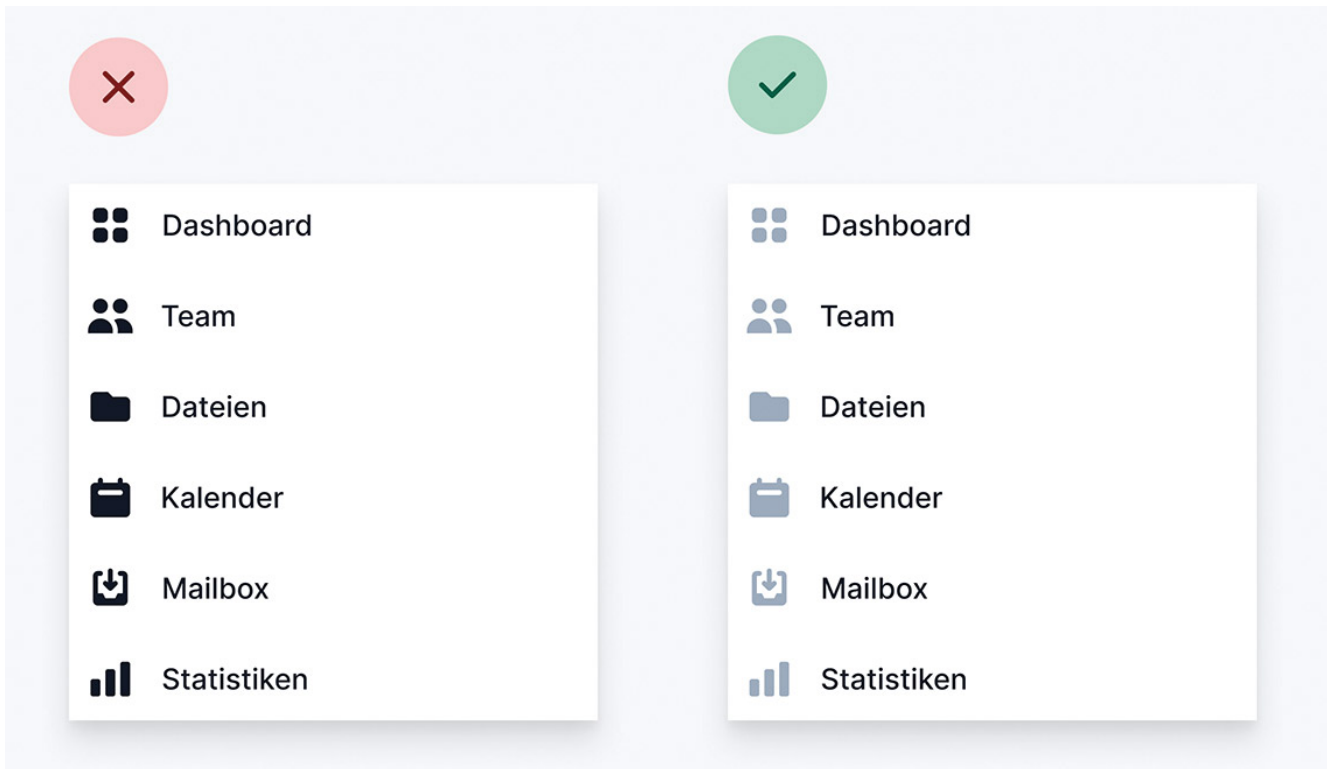 Dashboard
Team
Dateien
Kalender
Mailbox
Statistiken
Dashboard
Team
Dateien
Kalender
Mailbox
Statistiken